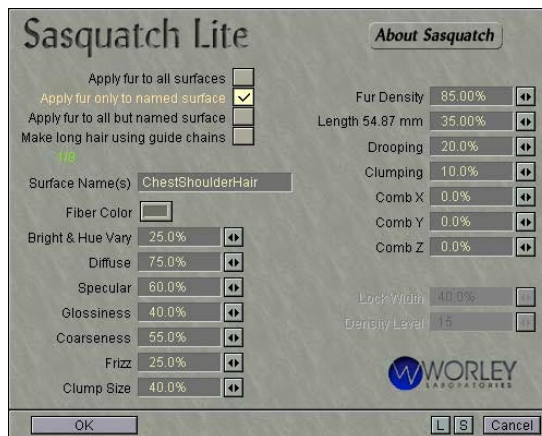 Sasquatch Lite
About Sasquatch
Apply fur to all surfaces
Apply fur only to named surface
Apply fur to all but named surface
Make long hair using guide chains
1/8
Surface Name(s) ChestShoulderHair
Fiber Color
Bright & Hue Vary 25.0%
Diffuse 75.0%
Specular 60.0%
Glossiness 40.0%
Coarseness 55.0%
Frizz 25.0%
Clump Size 40.0%
Fur Density 85.00%
Length 54.87 mm 35.00%
Drooping 20.0%
Clumping 10.0%
Comb X 0.0%
Comb Y 0.0%
Comb Z 0.0%
Lock Width 40.0%
Density Level 15
WORLEY
LABORATORIES
OK
L S Cancel